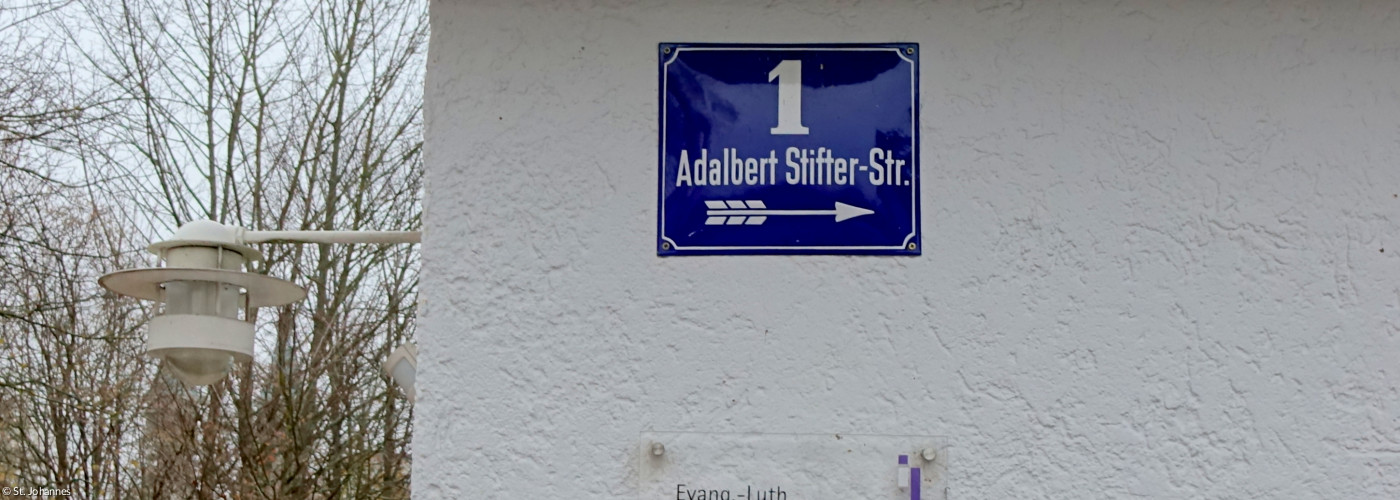 1
Adalbert Stifter-Str.
Evang.-Luth
© St. Johannes